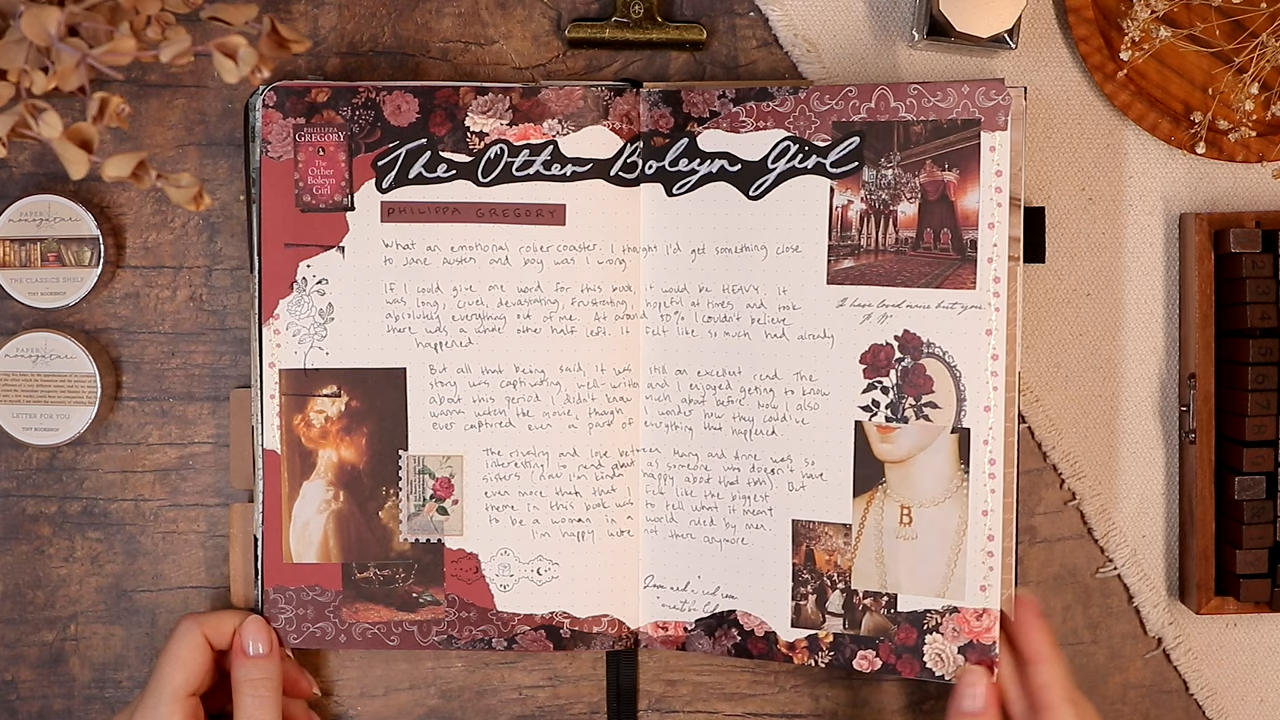 The Other Boleyn Girl
PHILIPPA
GREGORY
The
Other
Boleyn
Girl
PHILIPPA GREGORY
What an emotional rollercoaster. I thought I'd get something close
to Jane Austen and boy was I wrong.
If I could give one word for this book, it would be HEAVY. It
was long, cruel, devastating, frustrating, hopeful at times, and took
absolutely everything out of me. At around 50% I couldn't believe
there was a whole other half left. It felt like so much had already
happened.
But all that being said, it was still an excellent read. The
story was captivating, well-written and I enjoyed getting to know
about this period I didn't know much about before. Now I also
wanna watch the movie, though I wonder how they could've
ever captured even a part of everything that happened.
The rivalry and love between Mary and Anne was so
interesting to read about as someone who doesn't have
sisters (now I'm kinda happy about that tbh). But
even more than that I felt like the biggest
theme in this book was to tell what it meant
to be a woman in a world ruled by men.
I'm happy we're not there anymore.
I have loved none but you.
B
PAPER
monogatari
THE CLASSICS SHELF
TINY BOOKSHOP
PAPER
monogatari
LETTER FOR YOU
TINY BOOKSHOP